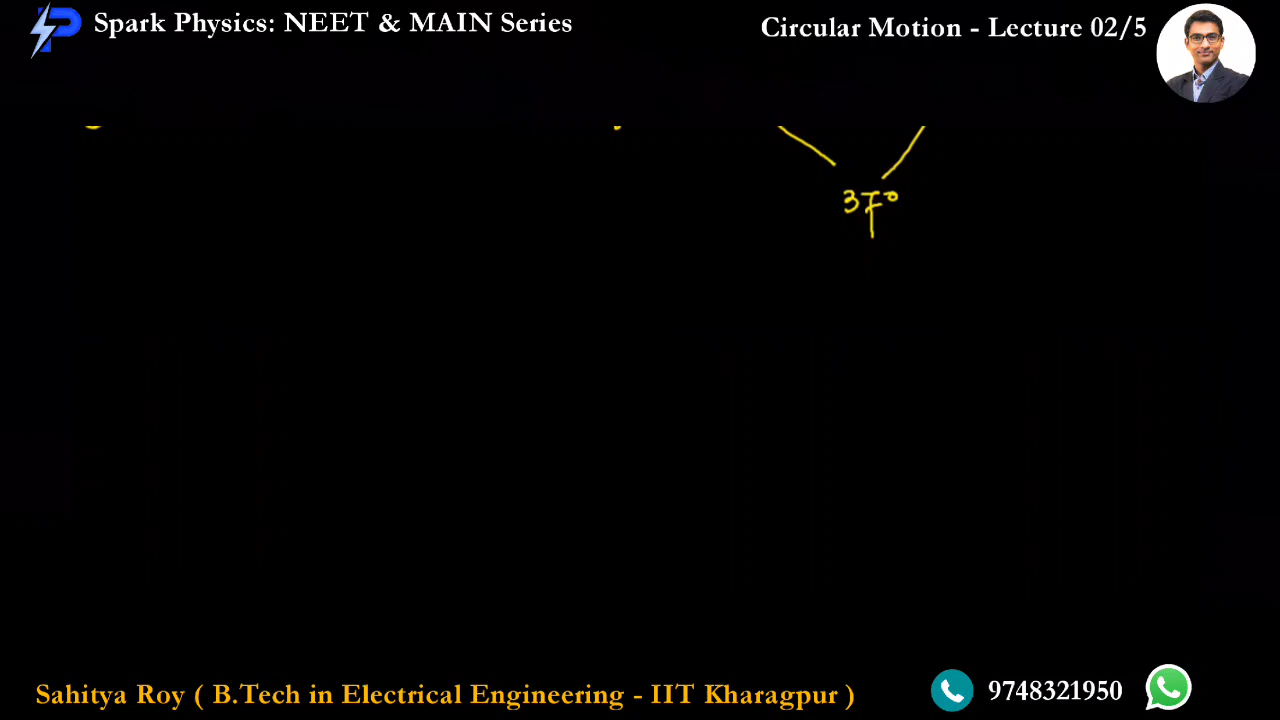 Spark Physics: NEET & MAIN Series
Circular Motion - Lecture 02/5
37°
Sahitya Roy ( B.Tech in Electrical Engineering - IIT Kharagpur )
9748321950